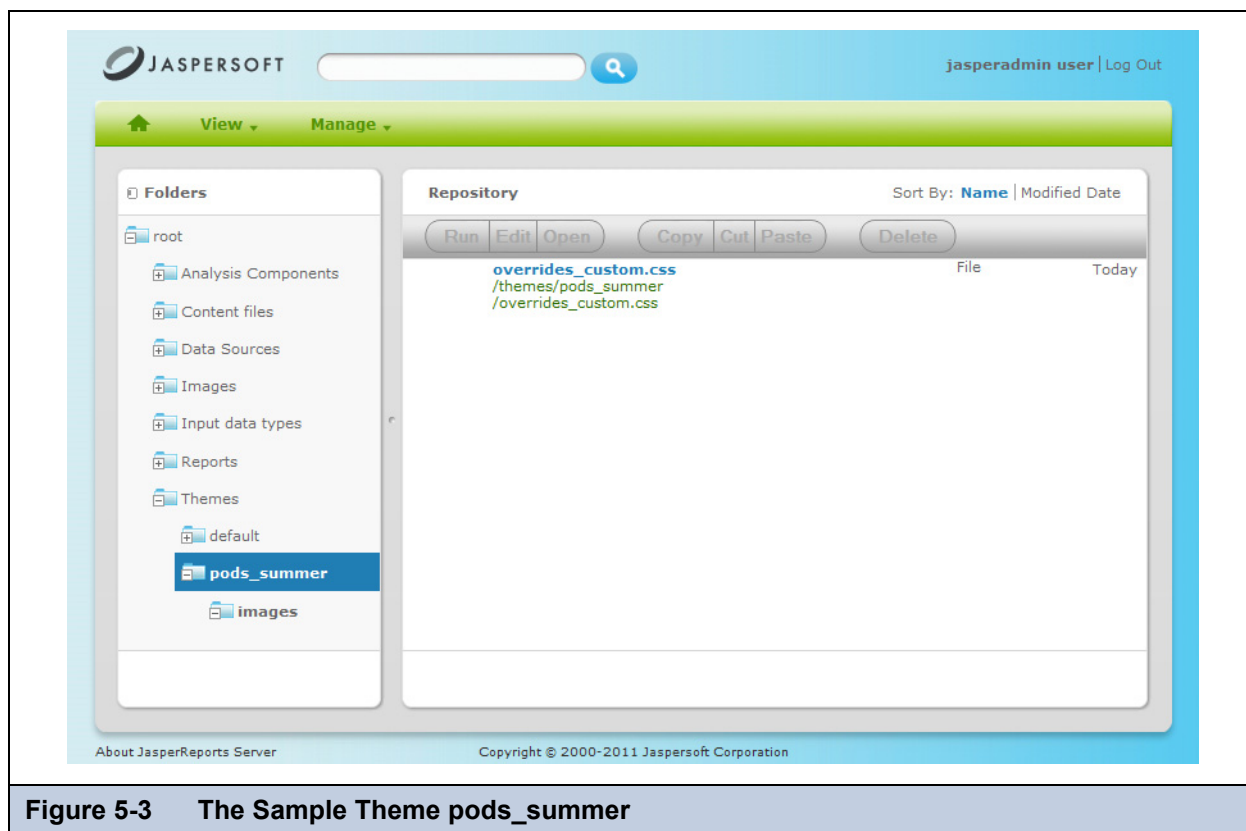 JASPERSOFT
jasperadmin user | Log Out
View
Manage
Folders
root
Analysis Components
Content files
Data Sources
Images
Input data types
Reports
Themes
default
pods_summer
images
Repository
Sort By: Name | Modified Date
Run Edit Open Copy Cut Paste Delete
overrides_custom.css File Today
/themes/pods_summer
/overrides_custom.css
About JasperReports Server
Copyright © 2000-2011 Jaspersoft Corporation
Figure 5-3 The Sample Theme pods_summer